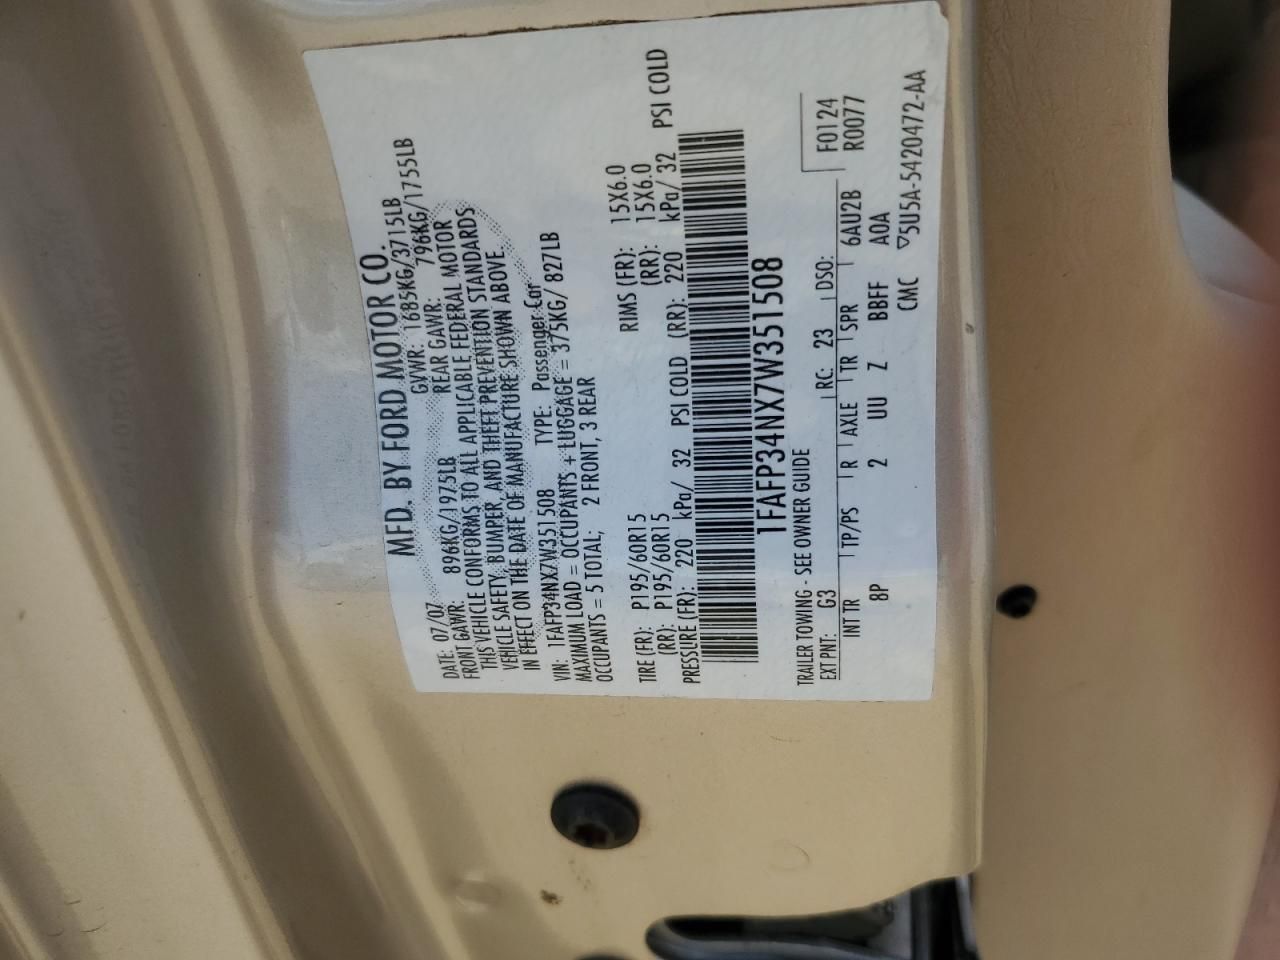 MFD. BY FORD MOTOR CO.
DATE: 07/07 GVWR: 1685KG/3715LB
FRONT GAWR: 896KG/1975LB REAR GAWR: 796KG/1755LB
THIS VEHICLE CONFORMS TO ALL APPLICABLE FEDERAL MOTOR
VEHICLE SAFETY, BUMPER, AND THEFT PREVENTION STANDARDS
IN EFFECT ON THE DATE OF MANUFACTURE SHOWN ABOVE.
VIN: 1FAFP34NX7W351508 TYPE: Passenger Car
MAXIMUM LOAD = OCCUPANTS + LUGGAGE = 375KG/ 827LB
OCCUPANTS = 5 TOTAL; 2 FRONT, 3 REAR
TIRE (FR): P195/60R15 RIMS (FR): 15X6.0
(RR): P195/60R15 (RR): 15X6.0
PRESSURE (FR): 220 kPa/ 32 PSI COLD (RR): 220 kPa/ 32 PSI COLD
1FAFP34NX7W351508
TRAILER TOWING - SEE OWNER GUIDE
EXT PNT: G3 RC: 23 DSO: F0124
INT TR TP/PS R AXLE TR SPR 6AU2B R0077
8P 2 UU Z BBFF A0A
CMC ▽5U5A-5420472-AA